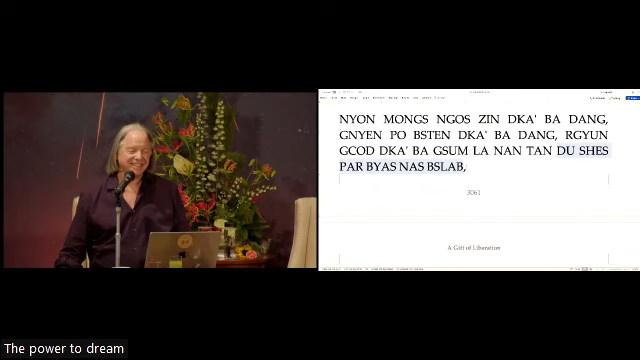 NYON MONGS NGOS ZIN DKA' BA DANG,
GNYEN PO BSTEN DKA' BA DANG, RGYUN
GCOD DKA' BA GSUM LA NAN TAN DU SHES
PAR BYAS NAS BSLAB,
3061
A Gift of Liberation
The power to dream